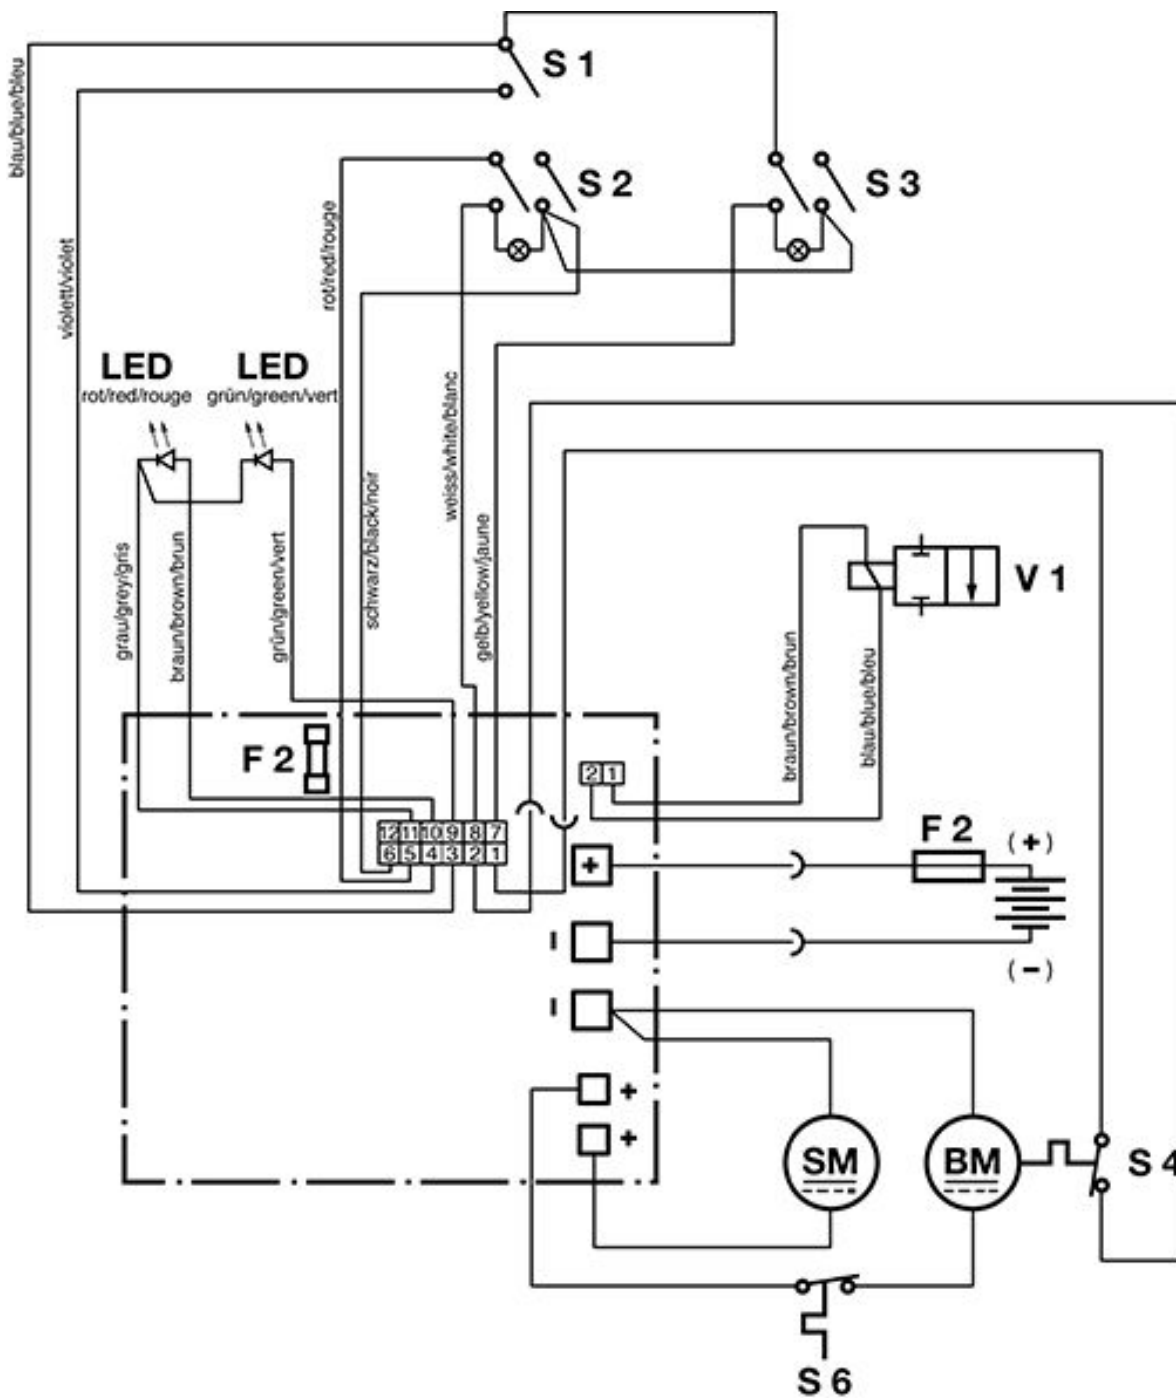 S 1
blau/blue/bleu
S 2
S 3
violett/violet
rot/red/rouge
LED
rot/red/rouge
LED
grün/green/vert
weiss/white/blanc
schwarz/black/noir
gelb/yellow/jaune
grau/grey/gris
braun/brown/brun
grün/green/vert
V 1
braun/brown/brun
blau/blue/bleu
F 2
2 1
12 11 10 9 8 7
6 5 4 3 2 1
+
F 2
(+)
-
(-)
-
+
+
SM
BM
S 4
S 6